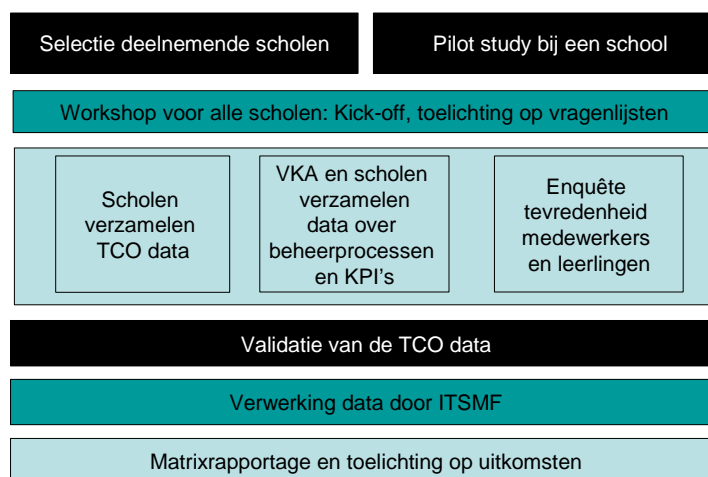 Selectie deelnemende scholen
Pilot study bij een school
Workshop voor alle scholen: Kick-off, toelichting op vragenlijsten
Scholen
verzamelen
TCO data
VKA en scholen
verzamelen
data over
beheerprocessen
en KPI's
Enquête
tevredenheid
medewerkers
en leerlingen
Validatie van de TCO data
Verwerking data door ITSMF
Matrixrapportage en toelichting op uitkomsten